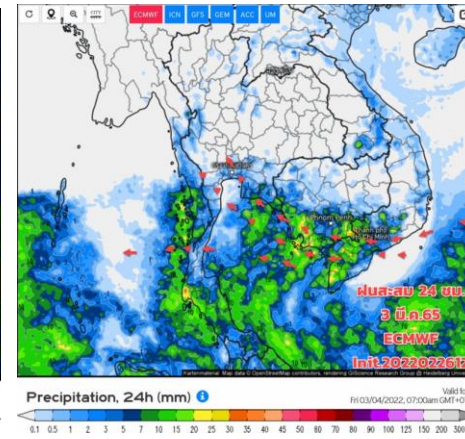 ECMWF ICN GFS GEM ACC UM
Phnom Penh
ฝนสะสม 24 ชม.
3 มี.ค.65
ECMWF
Init.2022022612
Precipitation, 24h (mm)
Valid fo
Fri 03/04/2022, 07:00am GMT+0
0.1 0.5 1 2 3 5 7 10 15 20 25 30 35 40 45 50 60 70 80 90 100 125 150 200 300